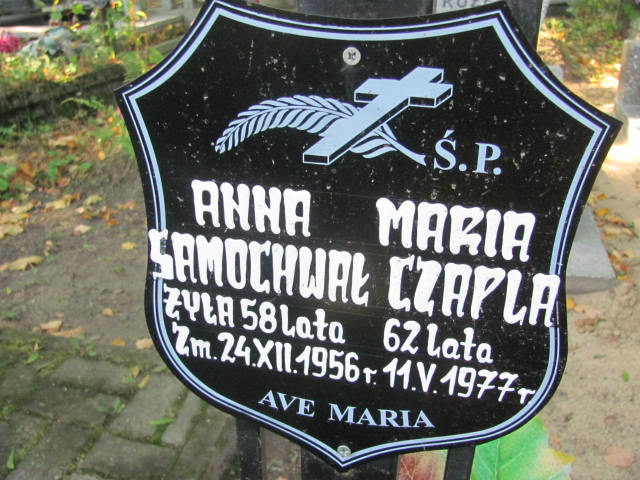 Ś.P.
ANNA MARIA
SAMOCHWAŁ CZAPLA
ŻYŁA 58 Lata 62 Lata
Zm. 24.XII.1956 r. 11.V.1977 r
AVE MARIA